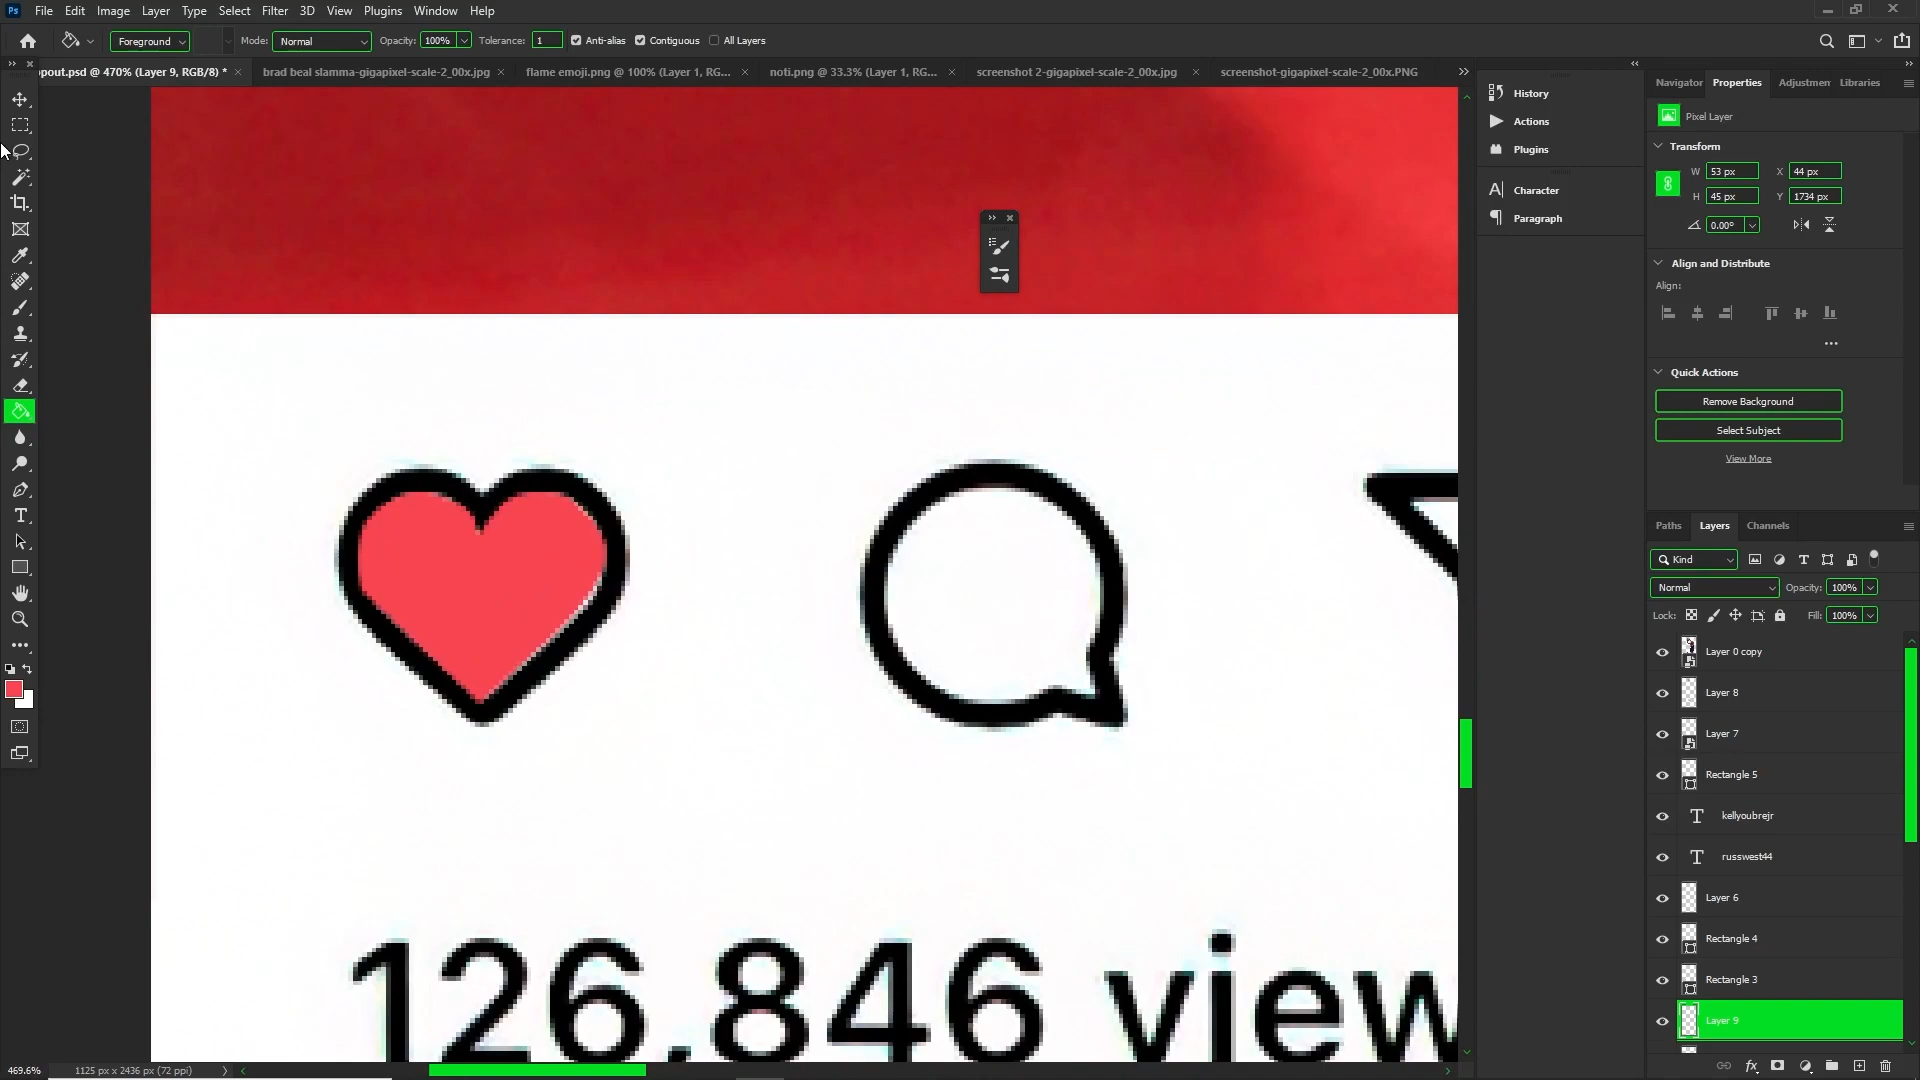 Ps File Edit Image Layer Type Select Filter 3D View Plugins Window Help
Foreground Mode: Normal Opacity: 100% Tolerance: 1 Anti-alias Contiguous All Layers
opout.psd @ 470% (Layer 9, RGB/8) * brad beal slamma-gigapixel-scale-2_00x.jpg flame emoji.png @ 100% (Layer 1, RG... noti.png @ 33.3% (Layer 1, RG... screenshot 2-gigapixel-scale-2_00x.jpg screenshot-gigapixel-scale-2_00x.PNG
History
Actions
Plugins
Character
Paragraph
Navigator Properties Adjustmen Libraries
Pixel Layer
Transform
W 53 px X 44 px
H 45 px Y 1734 px
0.00°
Align and Distribute
Align:
Quick Actions
Remove Background
Select Subject
View More
Paths Layers Channels
Kind
Normal Opacity: 100%
Lock: Fill: 100%
Layer 0 copy
Layer 8
Layer 7
Rectangle 5
kellyoubrejr
russwest44
Layer 6
Rectangle 4
Rectangle 3
Layer 9
126,846 view
469.6% 1125 px x 2436 px (72 ppi)